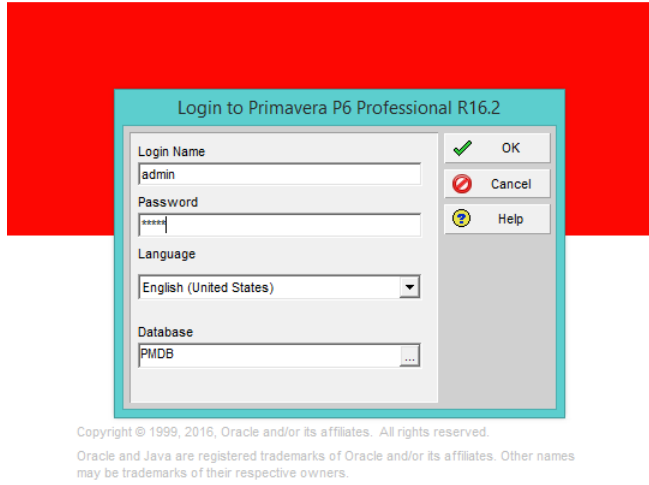 Login to Primavera P6 Professional R16.2
Login Name
admin
Password
*****
Language
English (United States)
Database
PMDB
...
OK
Cancel
Help
Copyright © 1999, 2016, Oracle and/or its affiliates. All rights reserved.
Oracle and Java are registered trademarks of Oracle and/or its affiliates. Other names
may be trademarks of their respective owners.